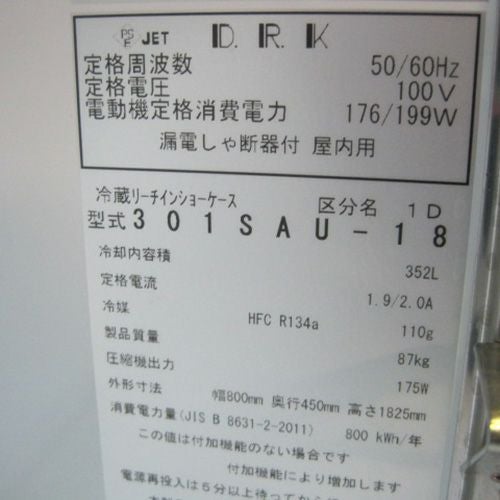 PS E JET D.R.K
定格周波数 50/60Hz
定格電圧 100V
電動機定格消費電力 176/199W
漏電しゃ断器付 屋内用
冷蔵リーチインショーケース 区分名 1D
型式 301SAU-18
冷却内容積 352L
定格電流 1.9/2.0A
冷媒 HFC R134a 110g
製品質量 87kg
圧縮機出力 175W
外形寸法 幅800mm 奥行450mm 高さ1825mm
消費電力量(JIS B 8631-2-2011) 800 kWh/年
この値は付加機能のない場合です
付加機能により増加します
電源再投入は5分以上待ってから